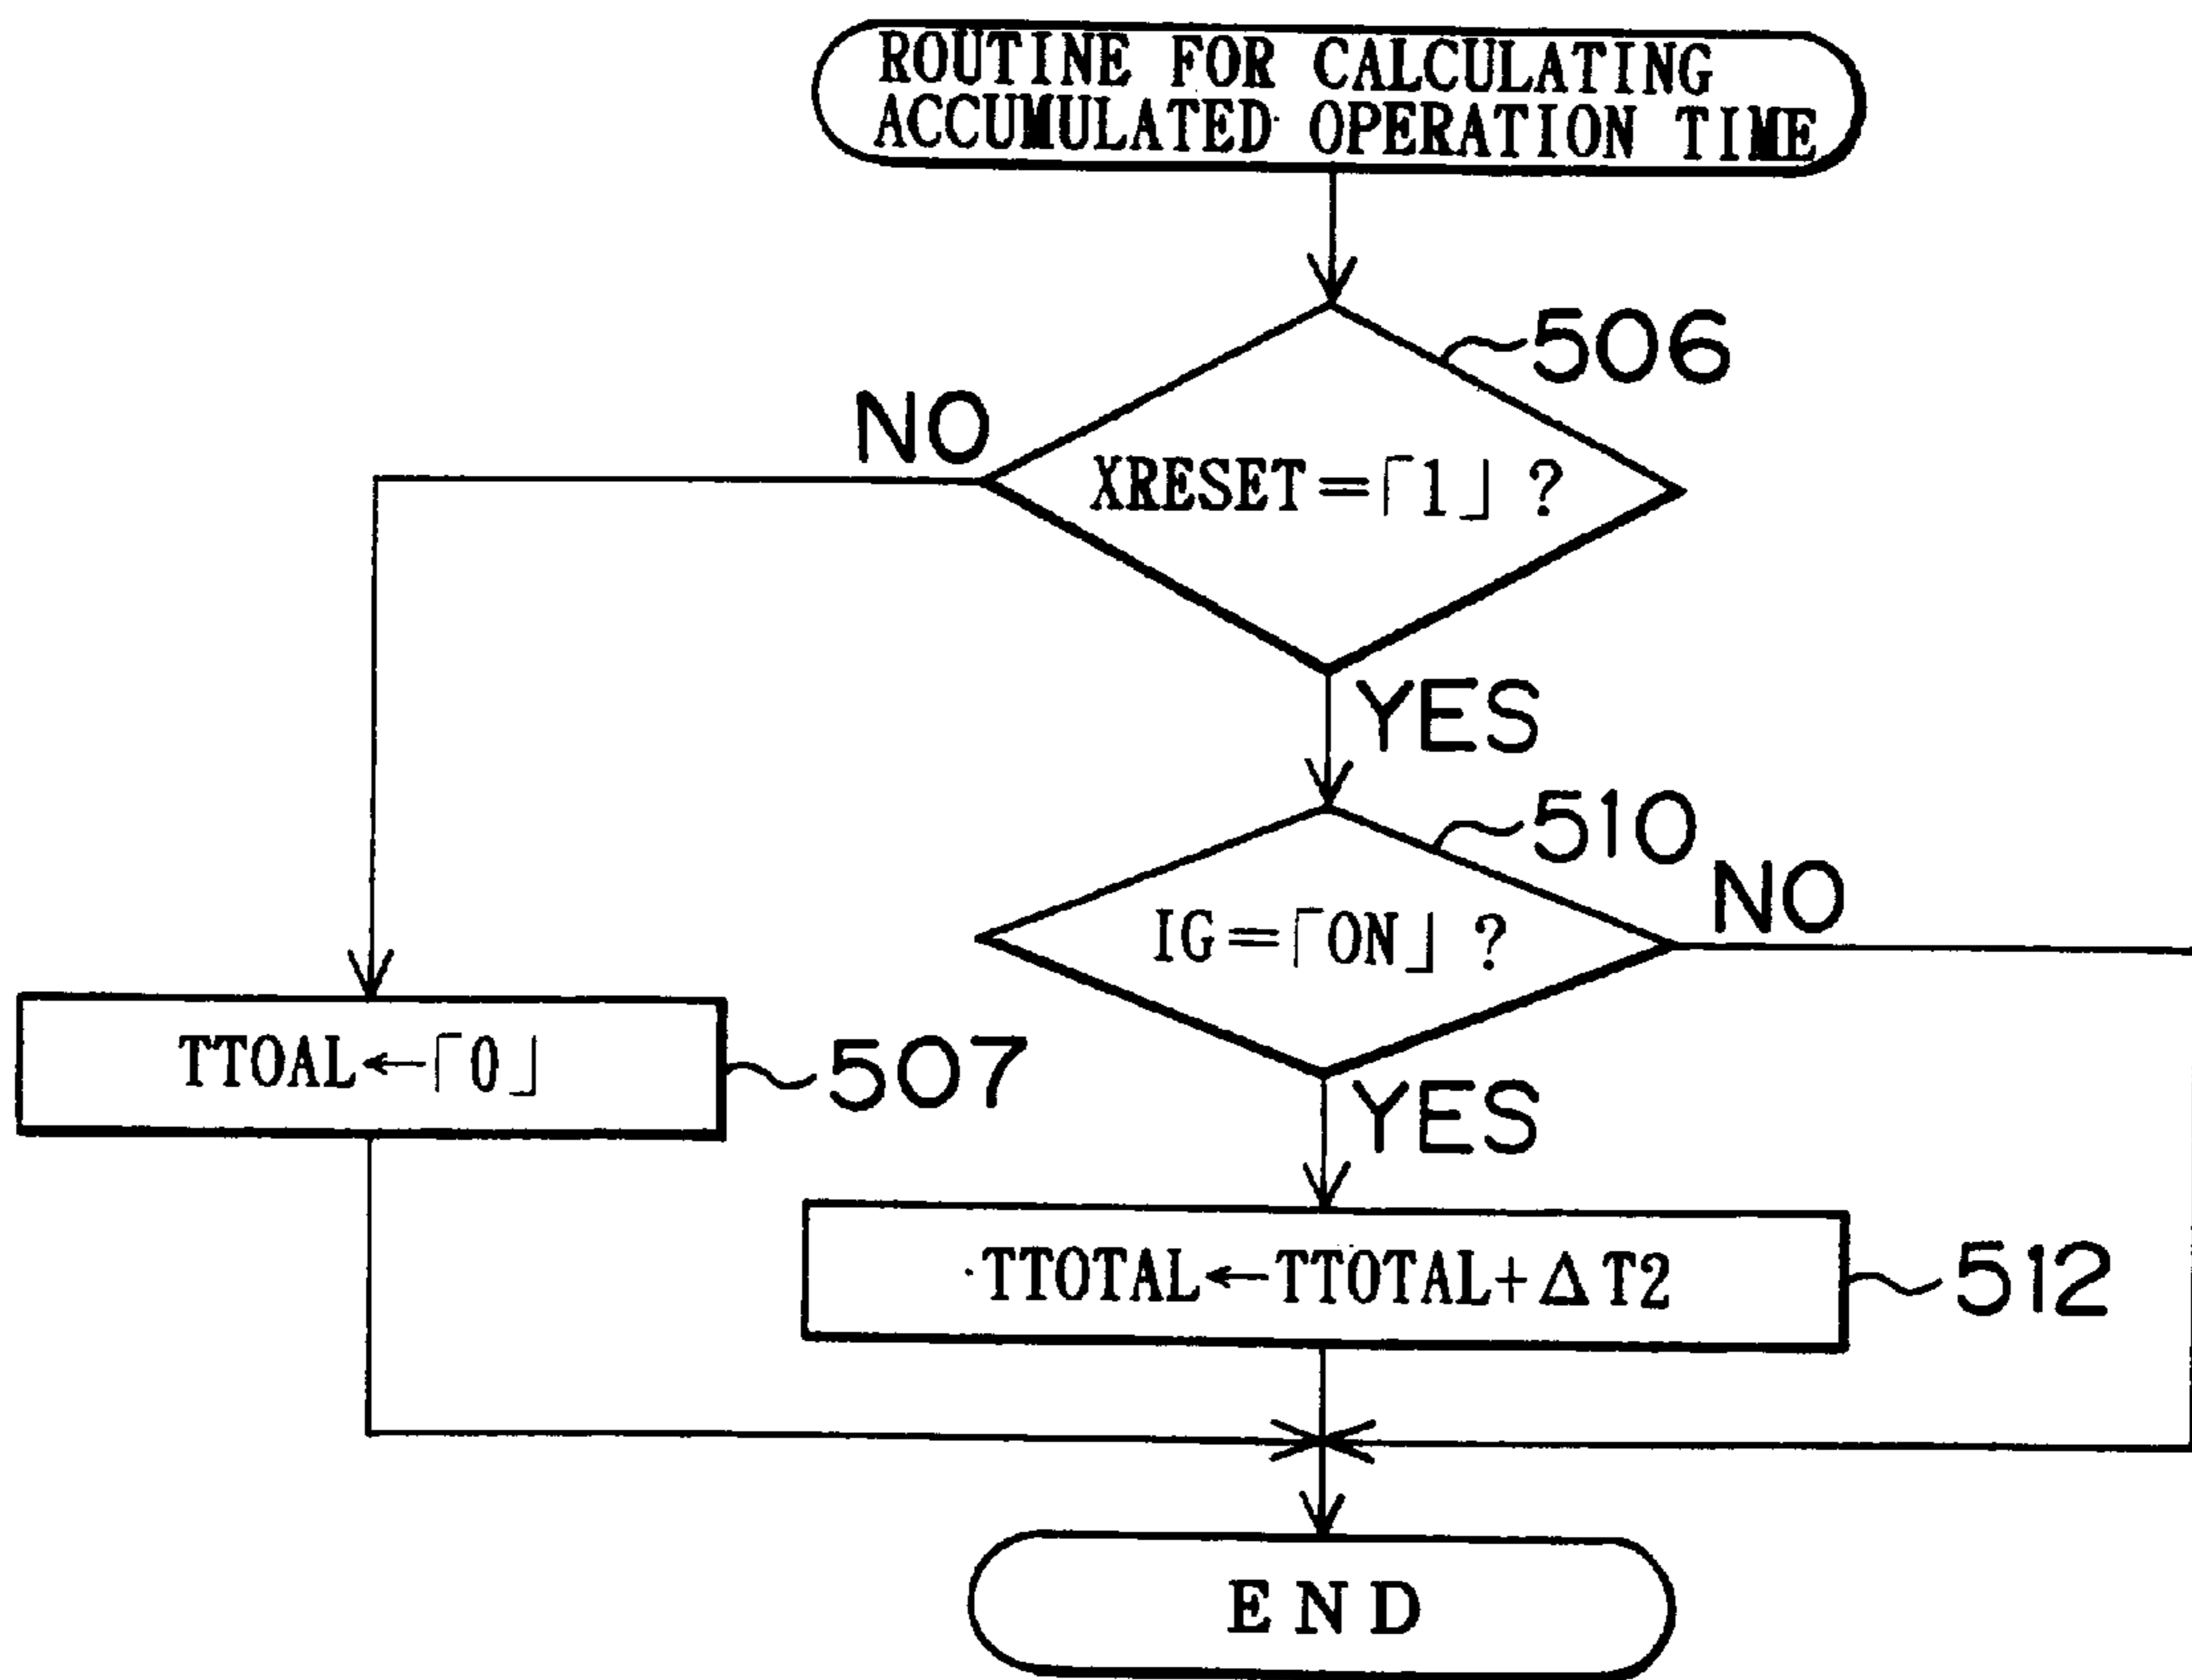 ROUTINE FOR CALCULATING
ACCUMULATED OPERATION TIME
506
NO
XRESET=「1」?
YES
510
NO
IG=「ON」?
TTOAL←「0」
507
YES
TTOTAL←TTOTAL+ΔT2
512
END